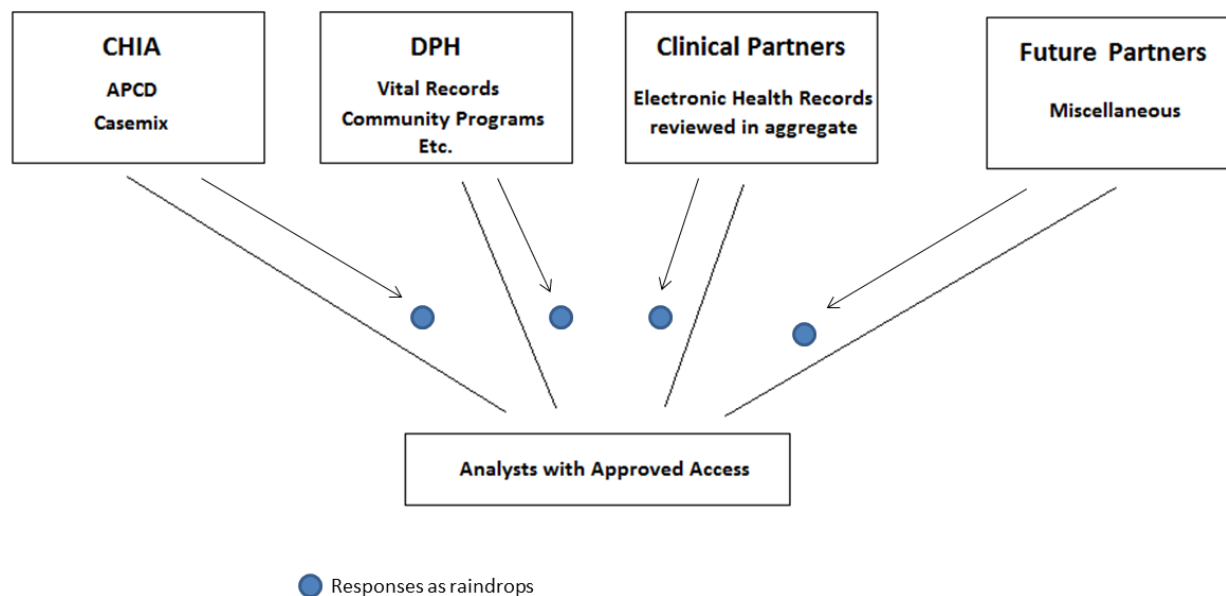 CHIA
APCD
Casemix
DPH
Vital Records
Community Programs
Etc.
Clinical Partners
Electronic Health Records
reviewed in aggregate
Future Partners
Miscellaneous
Analysts with Approved Access
Responses as raindrops